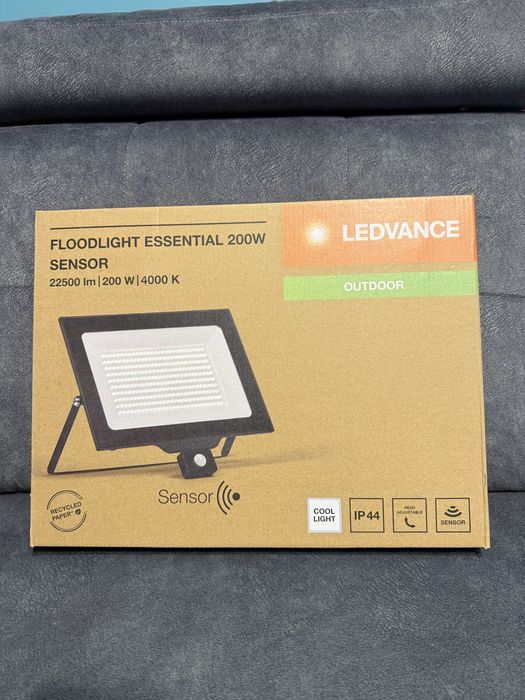 FLOODLIGHT ESSENTIAL 200W
SENSOR
22500 lm | 200 W | 4000 K
LEDVANCE
OUTDOOR
Sensor
RECYCLED
PAPER
COOL
LIGHT
IP44
HEAD
ADJUSTABLE
SENSOR